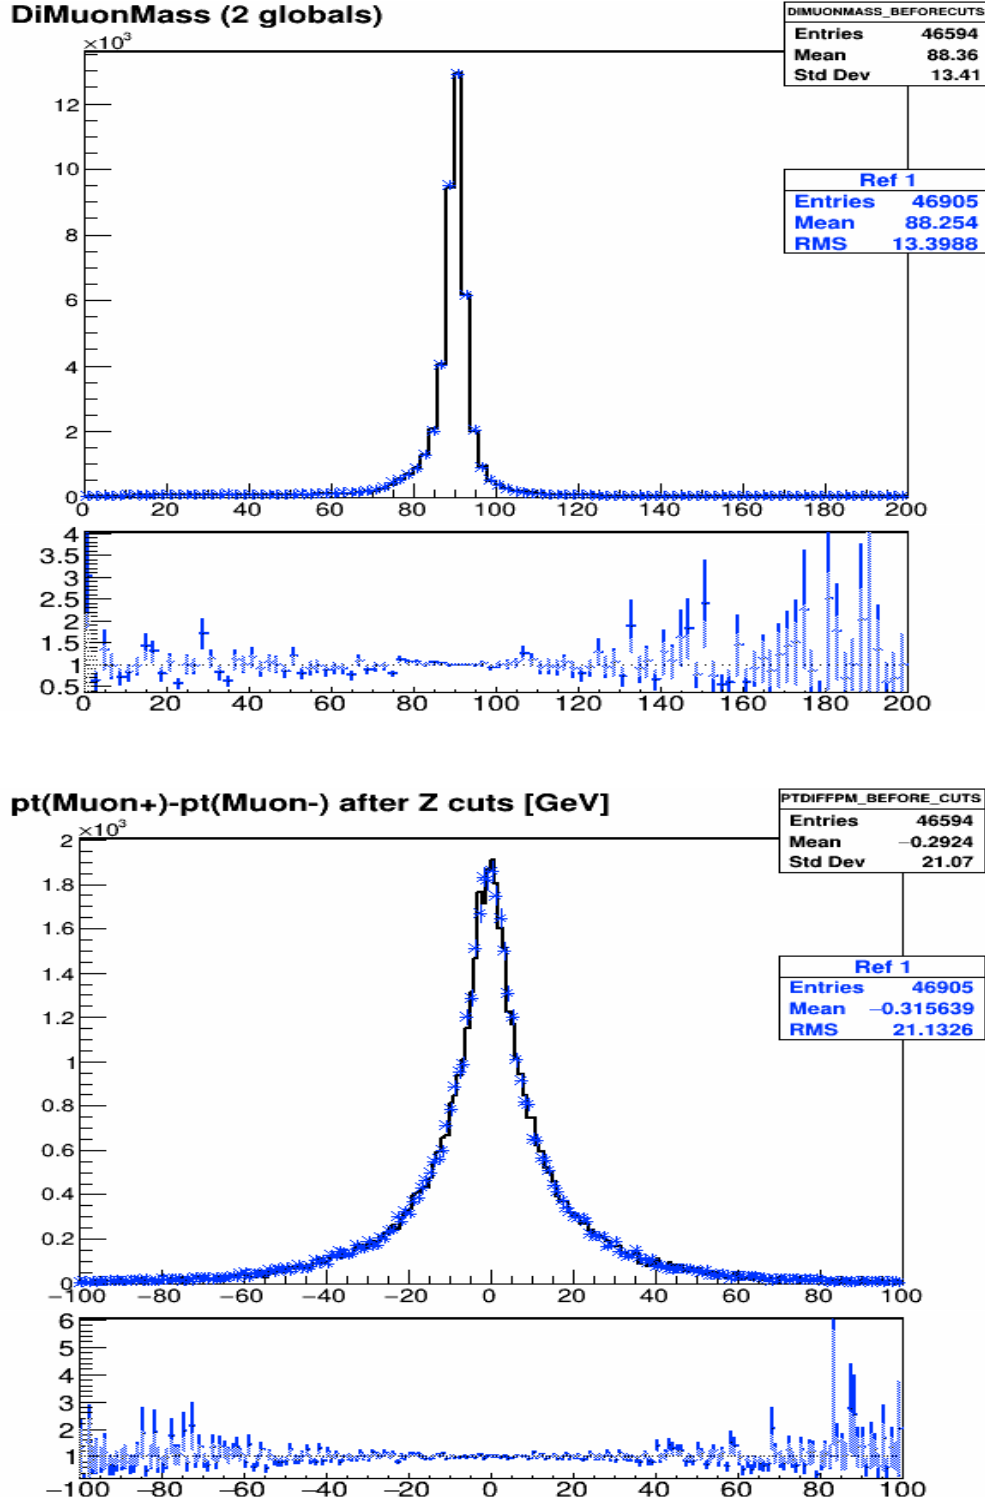 DiMuonMass (2 globals)
DIMUONMASS_BEFORECUTS
Entries 46594
Mean 88.36
Std Dev 13.41
×10³
12
10
8
6
4
2
0
Ref 1
Entries 46905
Mean 88.254
RMS 13.3988
0 20 40 60 80 100 120 140 160 180 200
4
3.5
3
2.5
2
1.5
1
0.5
0 20 40 60 80 100 120 140 160 180 200
pt(Muon+)-pt(Muon-) after Z cuts [GeV]
PTDIFFPM_BEFORE_CUTS
Entries 46594
Mean −0.2924
Std Dev 21.07
×10³
2
1.8
1.6
1.4
1.2
1
0.8
0.6
0.4
0.2
0
Ref 1
Entries 46905
Mean −0.315639
RMS 21.1326
−100 −80 −60 −40 −20 0 20 40 60 80 100
6
5
4
3
2
1
−100 −80 −60 −40 −20 0 20 40 60 80 100